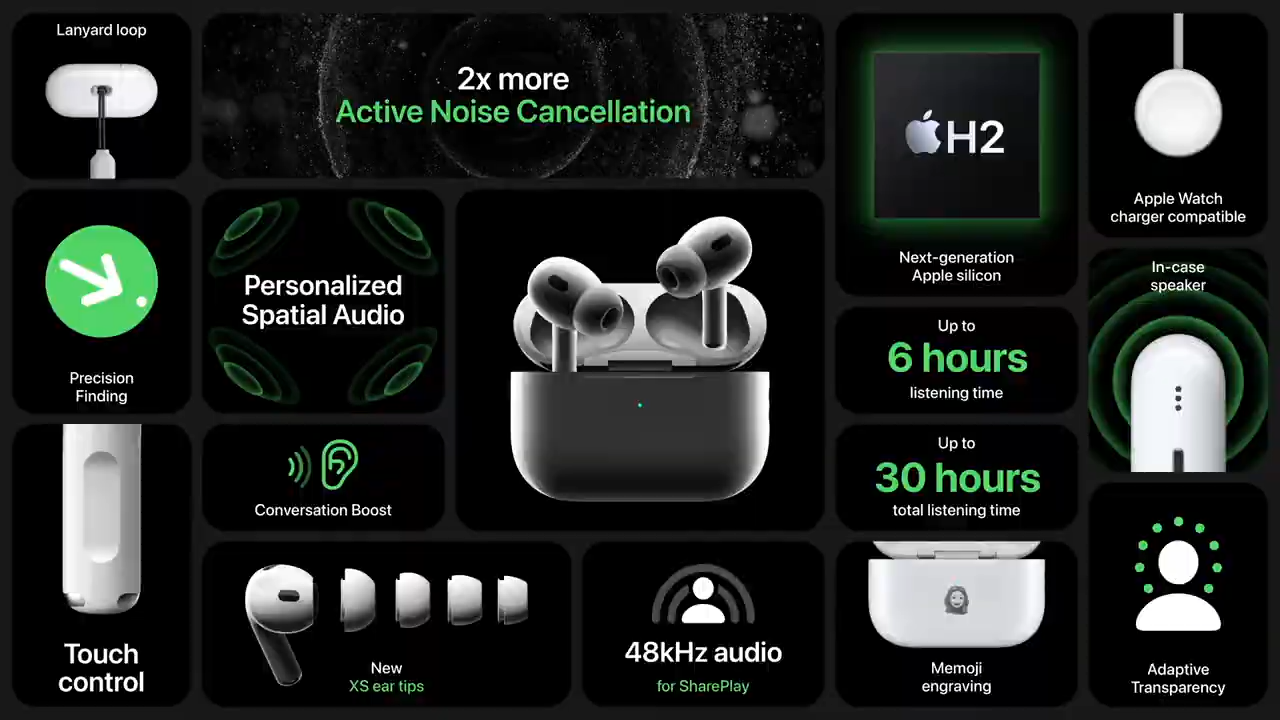 Lanyard loop
2x more
Active Noise Cancellation
H2
Next-generation
Apple silicon
Apple Watch
charger compatible
Precision
Finding
Personalized
Spatial Audio
In-case
speaker
Up to
6 hours
listening time
Touch
control
Conversation Boost
Up to
30 hours
total listening time
New
XS ear tips
48kHz audio
for SharePlay
Memoji
engraving
Adaptive
Transparency